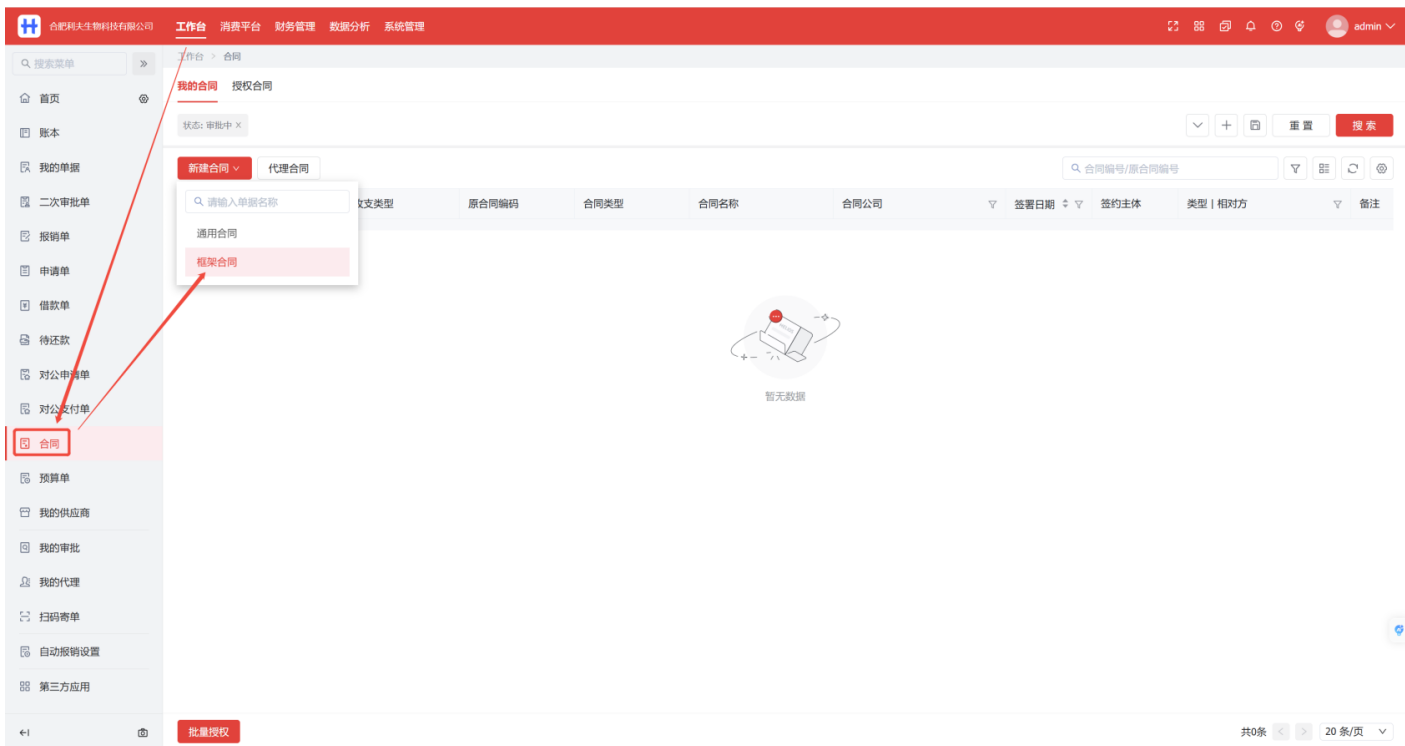 合肥利夫生物科技有限公司
工作台 消费平台 财务管理 数据分析 系统管理
admin
搜索菜单
工作台 > 合同
首页
我的合同 授权合同
账本
状态: 审批中 ×
重置 搜索
我的单据
新建合同 代理合同
合同编号/原合同编号
二次审批单
请输入单据名称
支类型 原合同编码 合同类型 合同名称 合同公司 签署日期 签约主体 类型 | 相对方 备注
报销单
通用合同
框架合同
申请单
借款单
待还款
对公申请单
暂无数据
对公支付单
合同
预算单
我的供应商
我的审批
我的代理
扫码寄单
自动报销设置
第三方应用
批量授权
共0条 < > 20 条/页